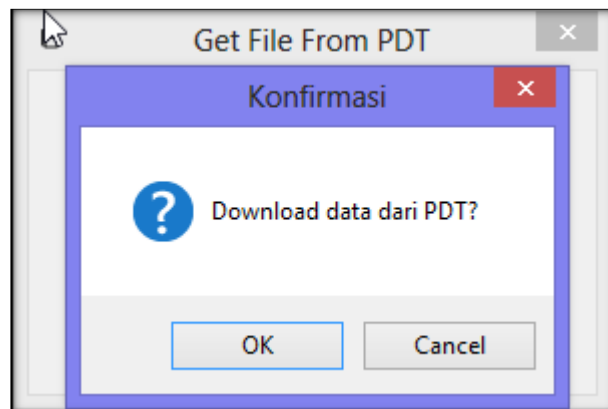 Get File From PDT
Konfirmasi
Download data dari PDT?
OK
Cancel